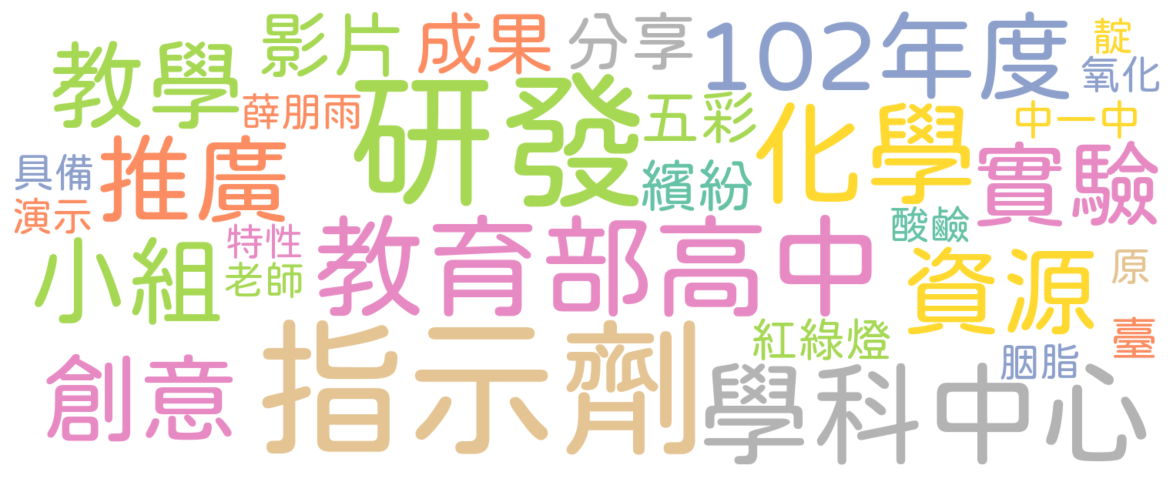 影片
成果
分享
102年度
靛
教學
氧化
薛朋雨
研發
五彩
化學
中一中
具備
推廣
繽紛
實驗
演示
特性
酸鹼
小組
老師
教育部高中
資源
原
指示劑
紅綠燈
臺
創意
胭脂
學科中心